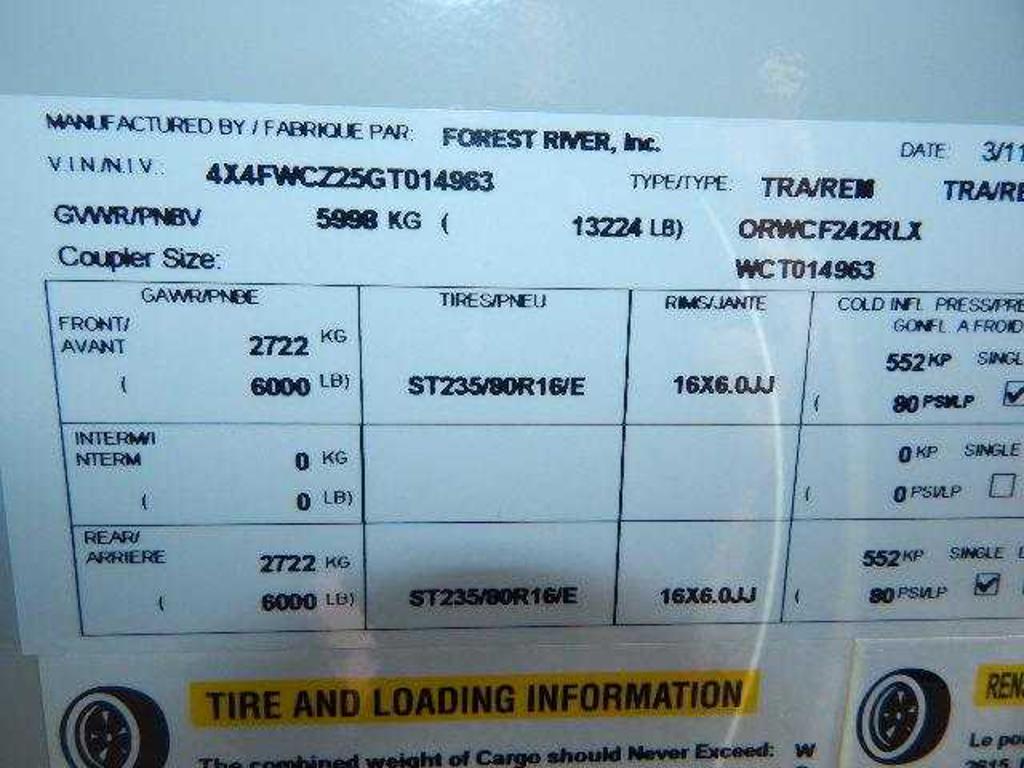 MANUFACTURED BY / FABRIQUE PAR: FOREST RIVER, Inc. DATE 3/11
V.I.N/N.I.V.: 4X4FWCZ25GT014963 TYPE/TYPE: TRA/REM TRA/RE
GVWR/PNBV 5998 KG ( 13224 LB) ORWCF242RLX
Coupler Size: WCT014963
GAWR/PNBE TIRES/PNEU RIMS/JANTE COLD INFL. PRESS/PRE
GONFL. A FROID
FRONT/
AVANT 2722 KG 552 KP SINGL
( 6000 LB) ST235/80R16/E 16X6.0JJ ( 80 PSI/LP
INTERM/I
NTERM 0 KG 0 KP SINGLE
( 0 LB) ( 0 PSI/LP
REAR/
ARRIERE 2722 KG 552 KP SINGLE
( 6000 LB) ST235/80R16/E 16X6.0JJ ( 80 PSI/LP
TIRE AND LOADING INFORMATION REN
The combined weight of Cargo should Never Exceed: W Le po